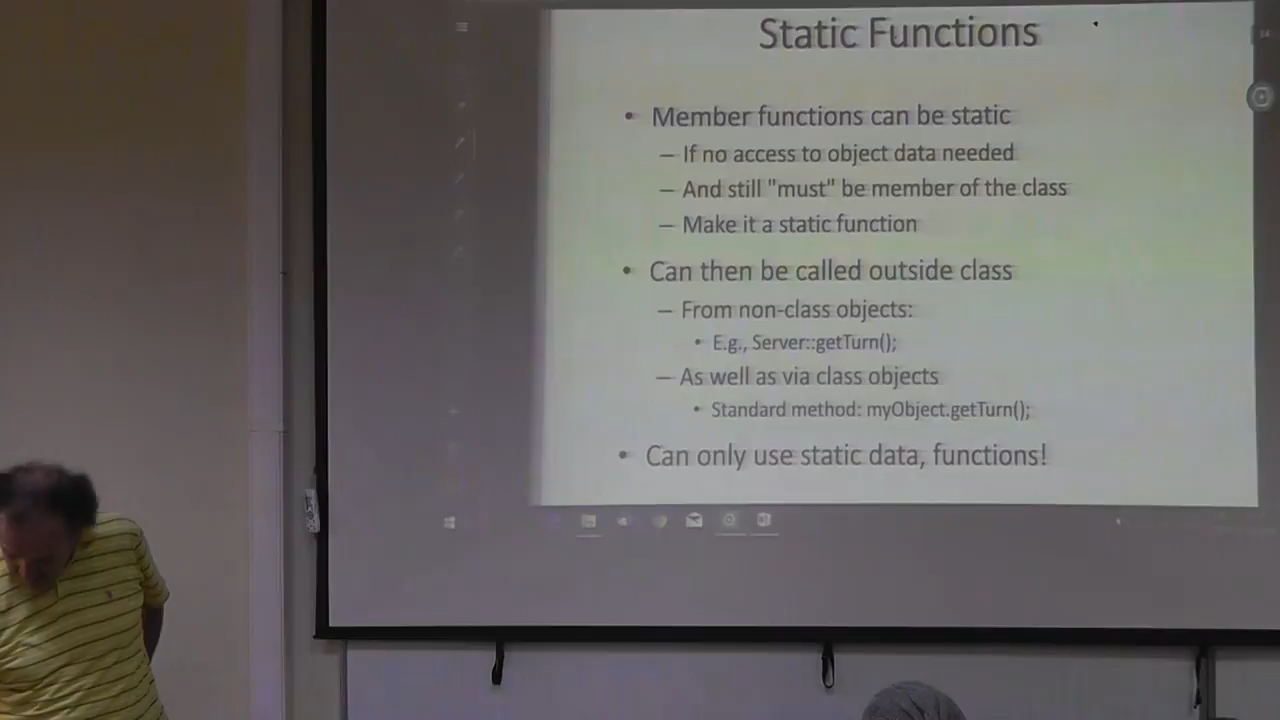 Static Functions
• Member functions can be static
– If no access to object data needed
– And still "must" be member of the class
– Make it a static function
• Can then be called outside class
– From non-class objects:
• E.g., Server::getTurn();
– As well as via class objects
• Standard method: myObject.getTurn();
• Can only use static data, functions!